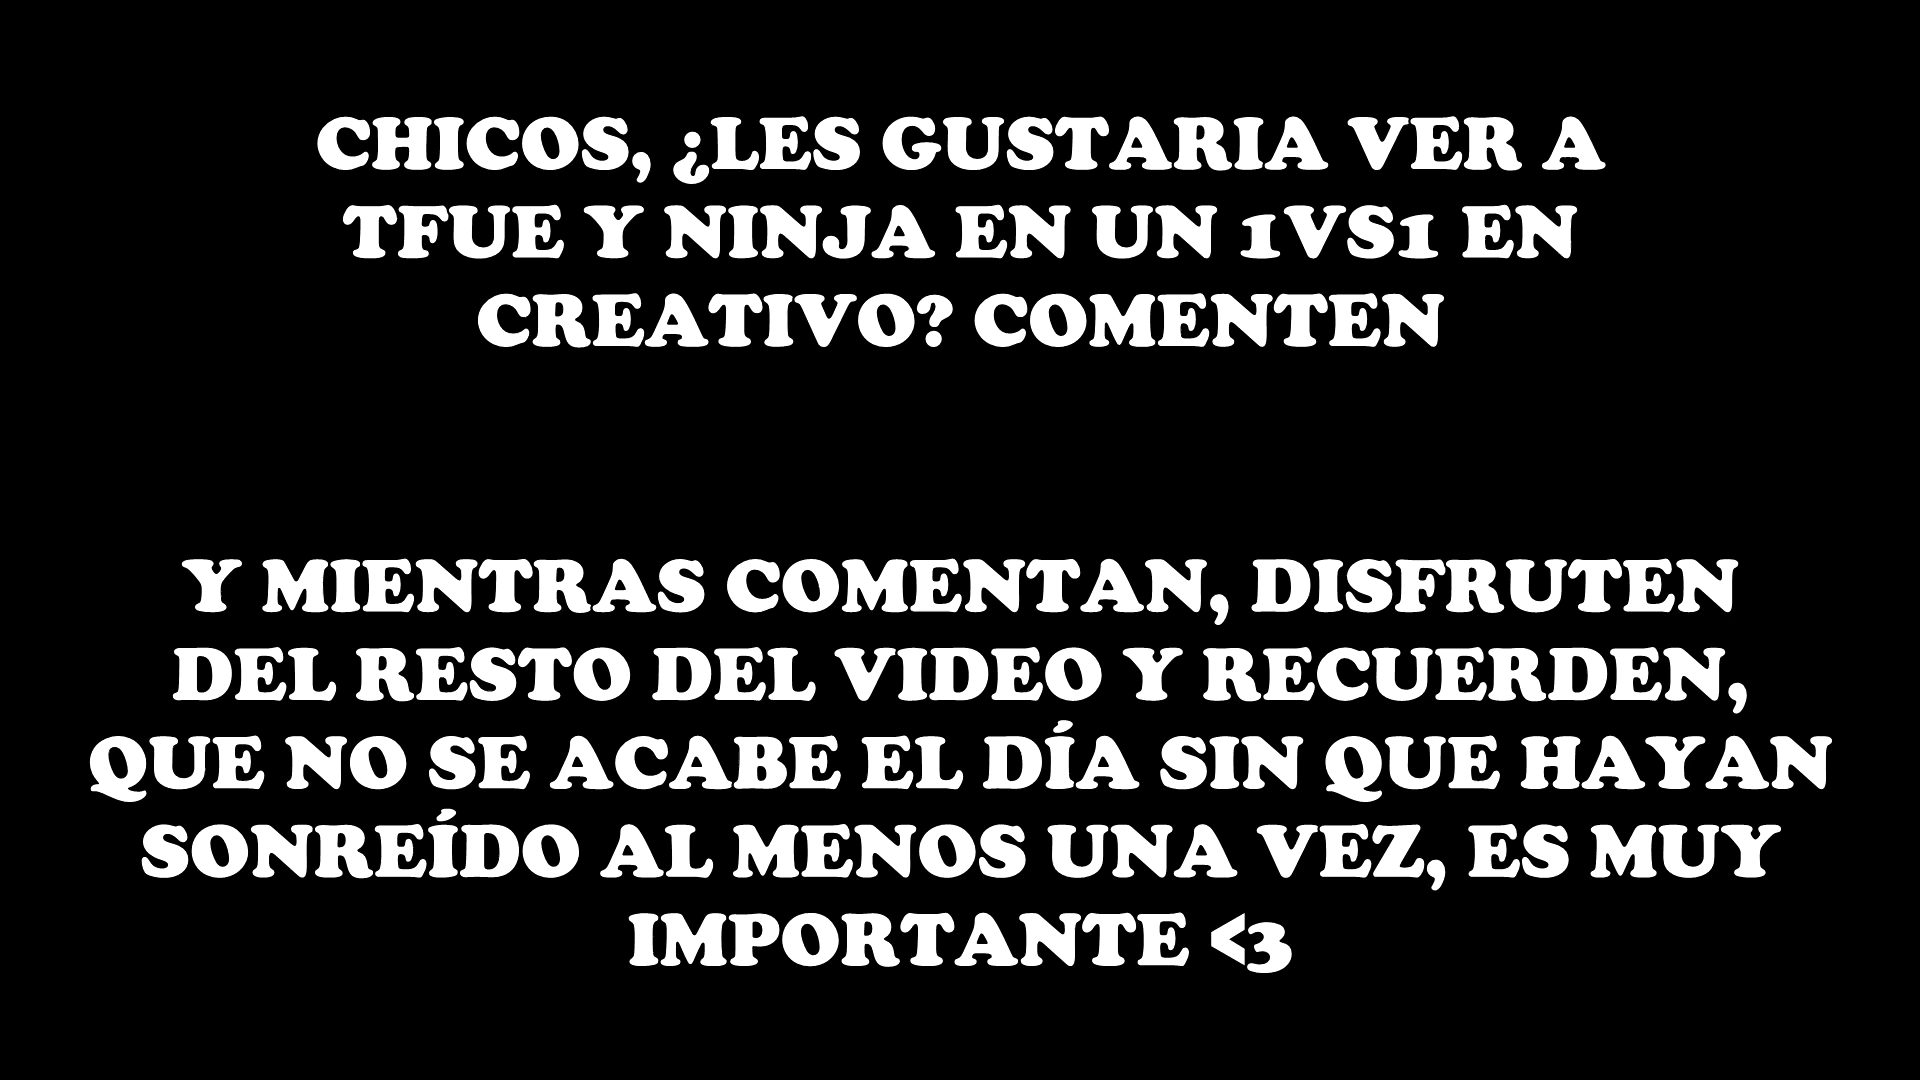 CHICOS, ¿LES GUSTARIA VER A
TFUE Y NINJA EN UN 1VS1 EN
CREATIVO? COMENTEN
Y MIENTRAS COMENTAN, DISFRUTEN
DEL RESTO DEL VIDEO Y RECUERDEN,
QUE NO SE ACABE EL DÍA SIN QUE HAYAN
SONREÍDO AL MENOS UNA VEZ, ES MUY
IMPORTANTE <3